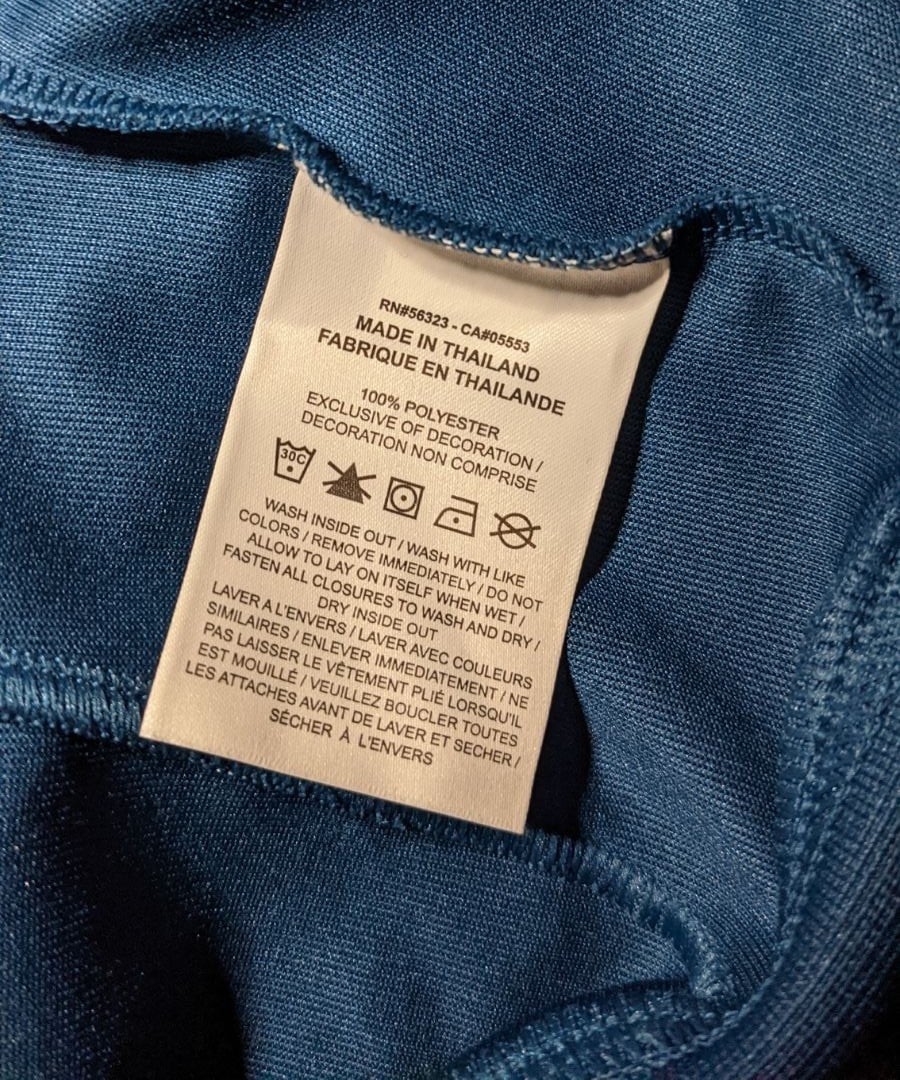 RN#56323 - CA#05553
MADE IN THAILAND
FABRIQUE EN THAILANDE
100% POLYESTER
EXCLUSIVE OF DECORATION /
DECORATION NON COMPRISE
30C
WASH INSIDE OUT / WASH WITH LIKE
COLORS / REMOVE IMMEDIATELY / DO NOT
ALLOW TO LAY ON ITSELF WHEN WET /
FASTEN ALL CLOSURES TO WASH AND DRY /
DRY INSIDE OUT
LAVER A L'ENVERS / LAVER AVEC COULEURS
SIMILAIRES / ENLEVER IMMEDIATEMENT / NE
PAS LAISSER LE VÊTEMENT PLIÉ LORSQU'IL
EST MOUILLÉ / VEUILLEZ BOUCLER TOUTES
LES ATTACHES AVANT DE LAVER ET SECHER /
SÉCHER À L'ENVERS